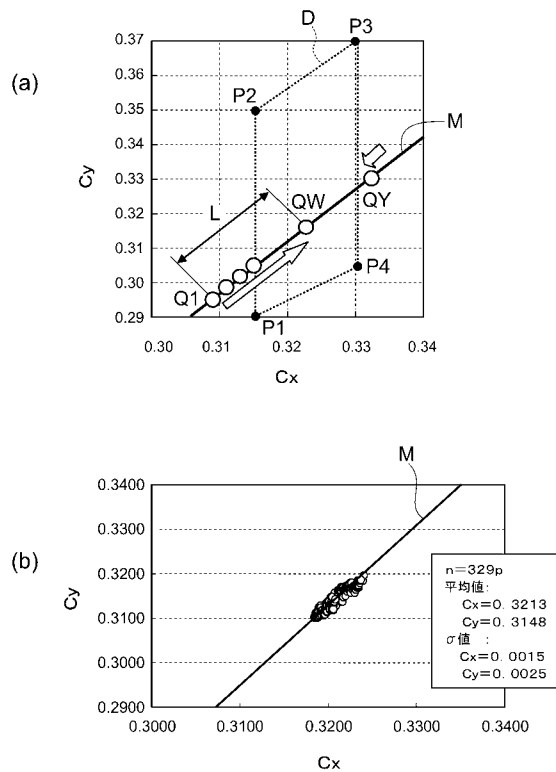 (a)
Cy
0.37
0.36
0.35
0.34
0.33
0.32
0.31
0.30
0.29
0.30
0.31
0.32
0.33
0.34
Cx
D
P3
P2
M
QW
QY
L
Q1
P4
P1
(b)
Cy
0.3400
0.3300
0.3200
0.3100
0.3000
0.2900
0.3000
0.3100
0.3200
0.3300
0.3400
Cx
M
n=329p
平均値:
Cx=0.3213
Cy=0.3148
σ値 :
Cx=0.0015
Cy=0.0025